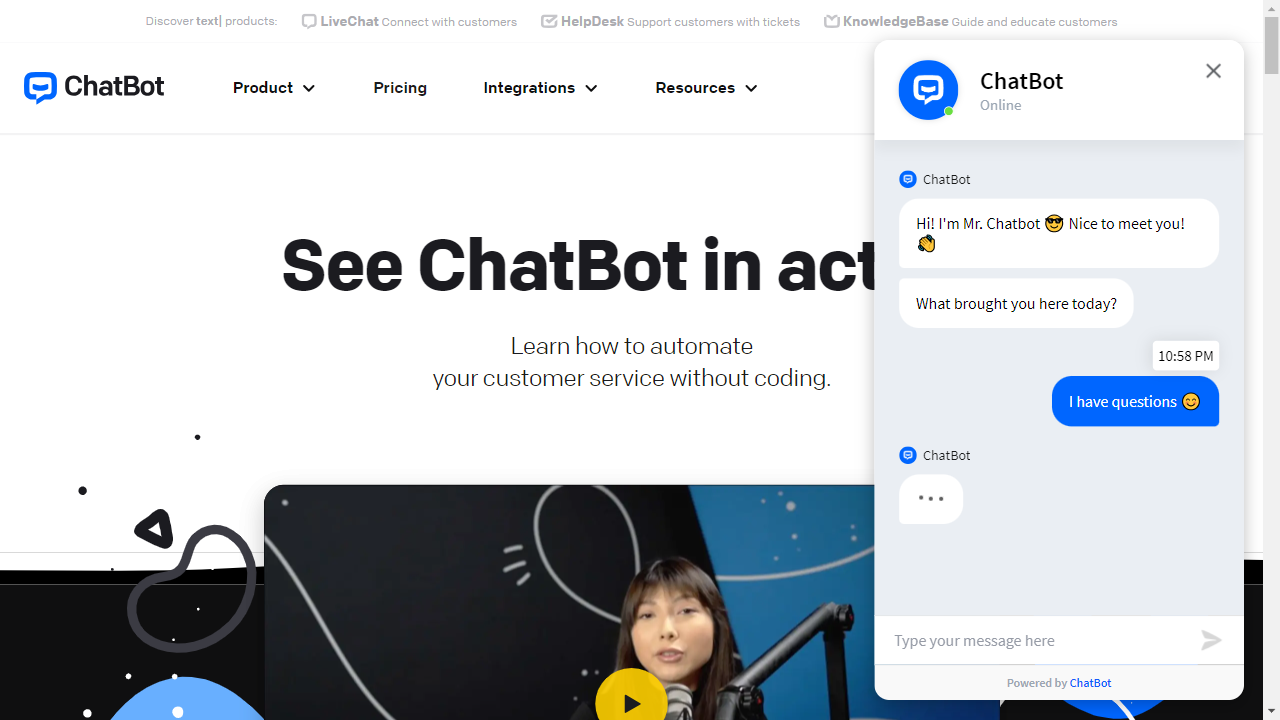 Discover text| products:
LiveChat Connect with customers
HelpDesk Support customers with tickets
KnowledgeBase Guide and educate customers
ChatBot
Product
Pricing
Integrations
Resources
See ChatBot in act
Learn how to automate
your customer service without coding.
ChatBot
Online
ChatBot
Hi! I'm Mr. Chatbot 😎 Nice to meet you!
👋
What brought you here today?
10:58 PM
I have questions 😊
ChatBot
Type your message here
Powered by ChatBot